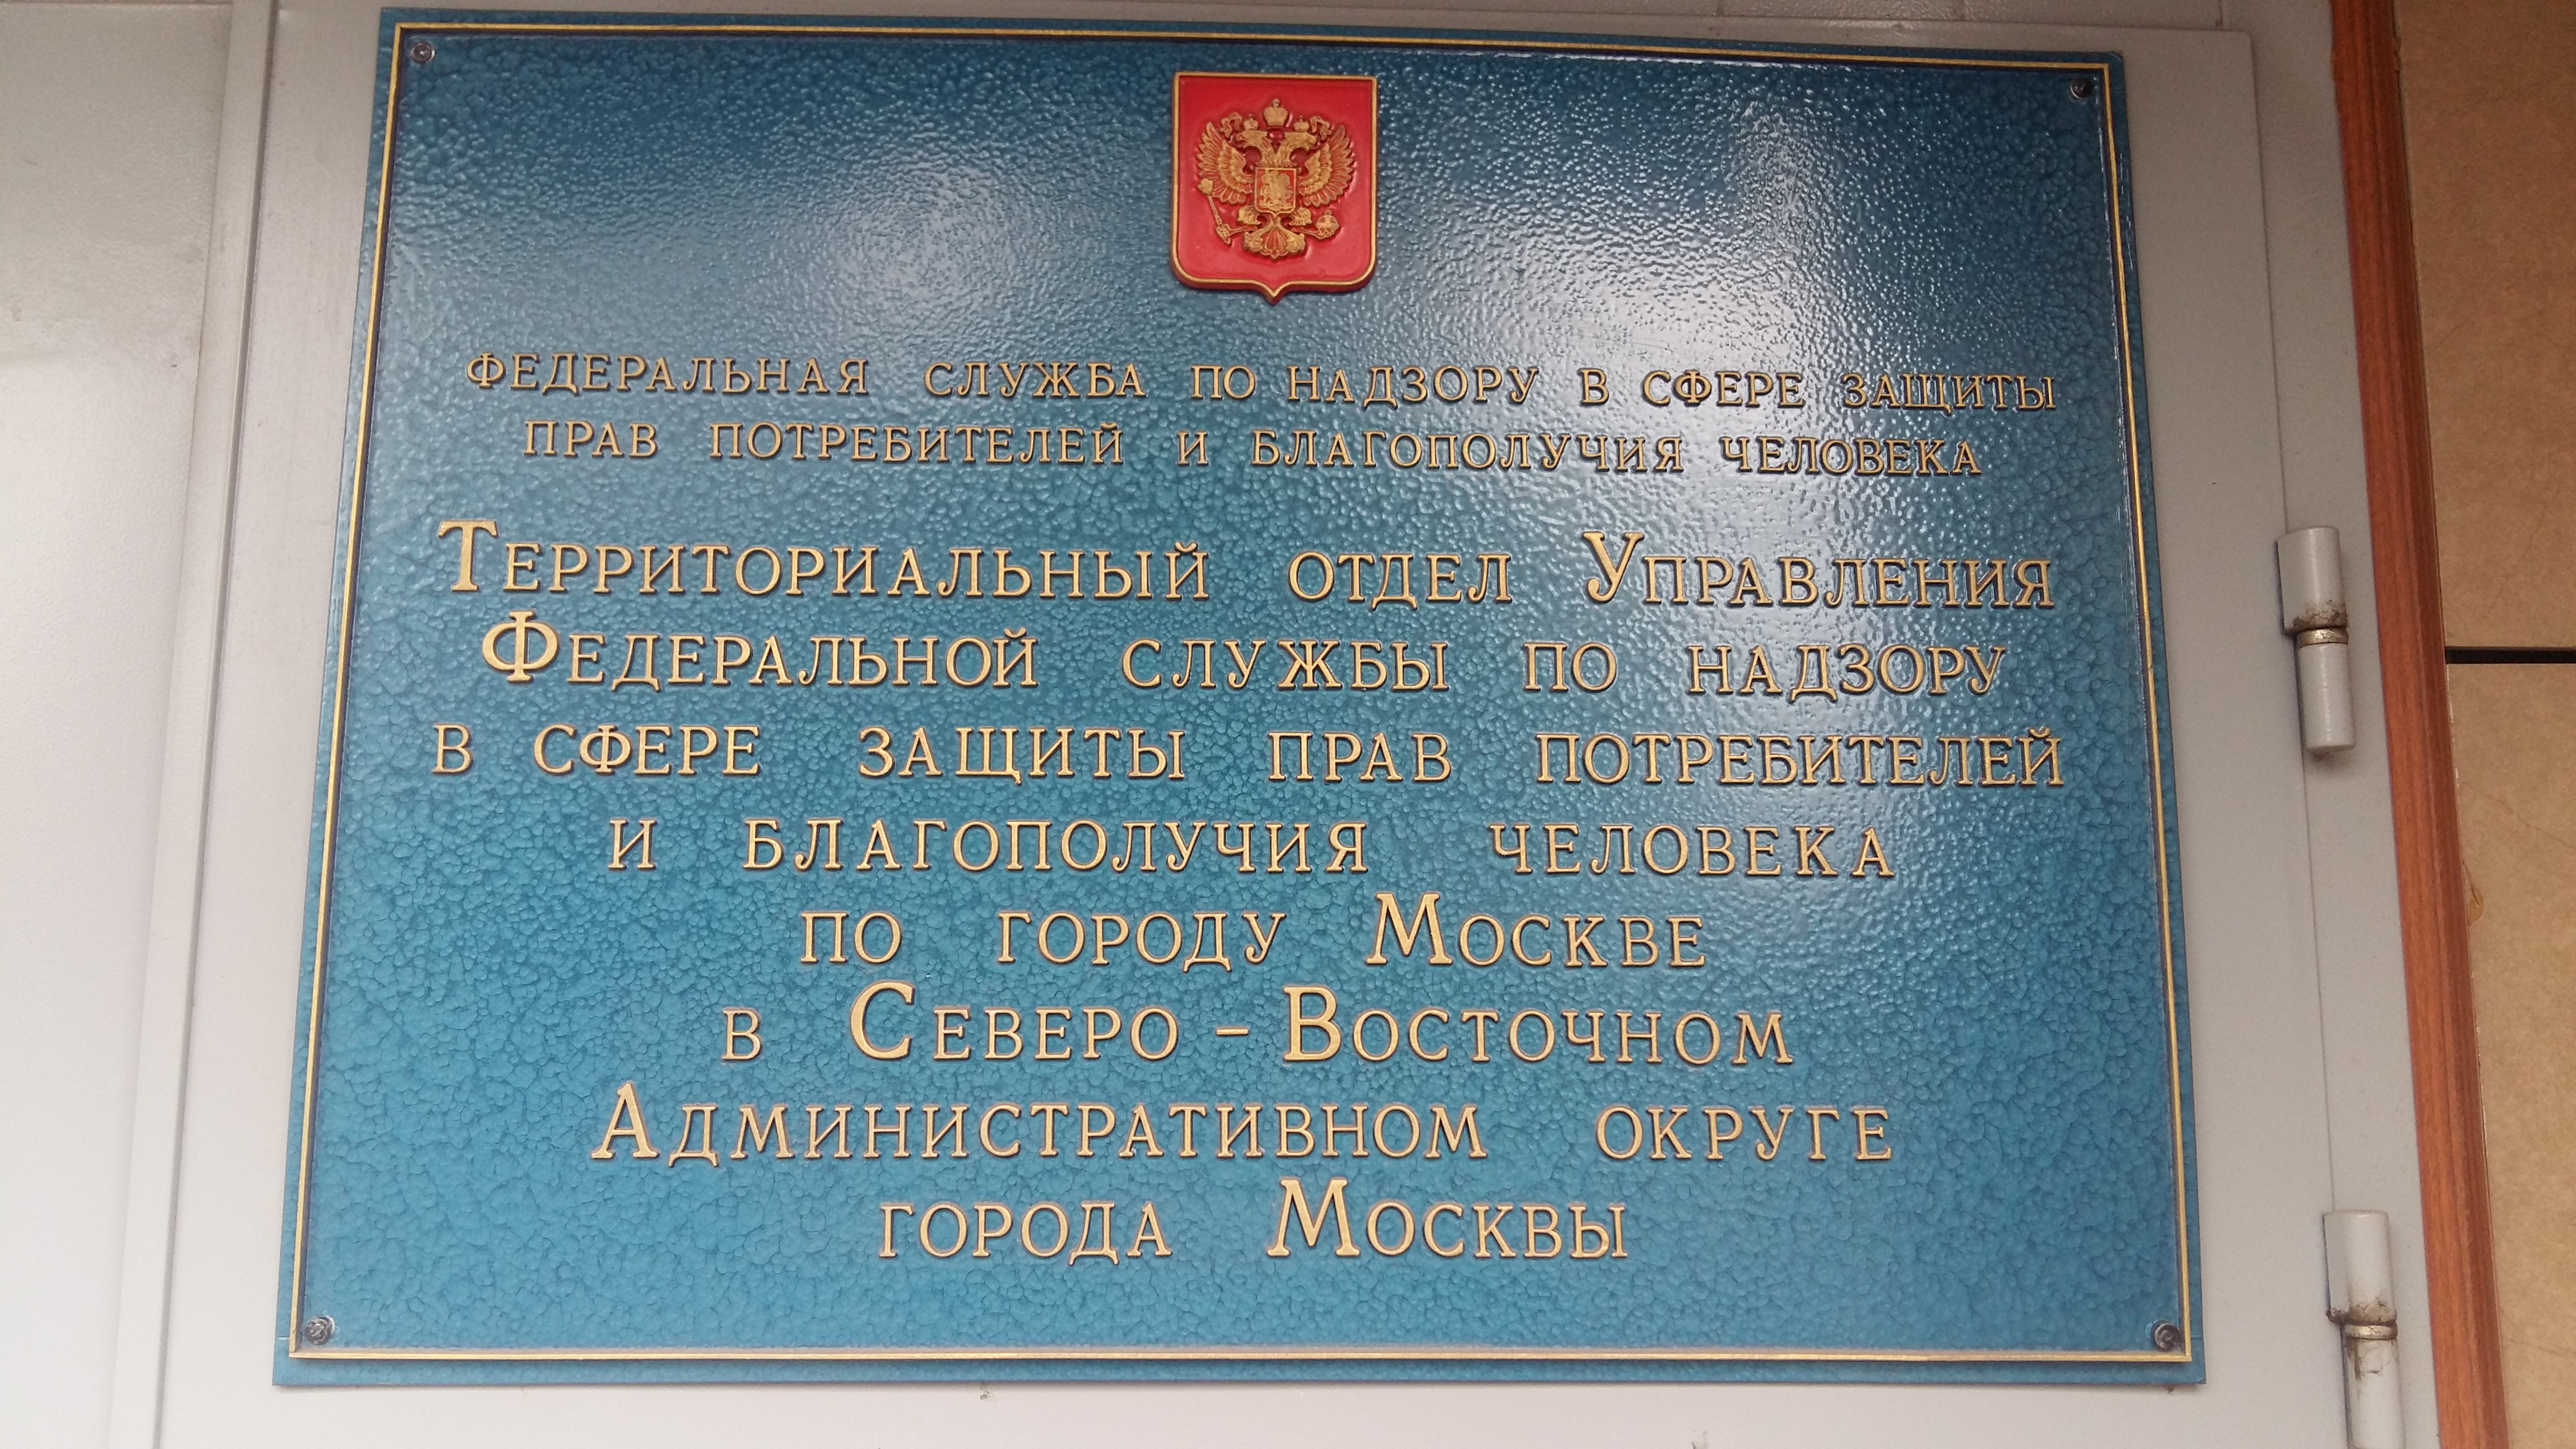 ФЕДЕРАЛЬНАЯ СЛУЖБА ПО НАДЗОРУ В СФЕРЕ ЗАЩИТЫ
ПРАВ ПОТРЕБИТЕЛЕЙ И БЛАГОПОЛУЧИЯ ЧЕЛОВЕКА
ТЕРРИТОРИАЛЬНЫЙ ОТДЕЛ УПРАВЛЕНИЯ
ФЕДЕРАЛЬНОЙ СЛУЖБЫ ПО НАДЗОРУ
В СФЕРЕ ЗАЩИТЫ ПРАВ ПОТРЕБИТЕЛЕЙ
И БЛАГОПОЛУЧИЯ ЧЕЛОВЕКА
ПО ГОРОДУ МОСКВЕ
В СЕВЕРО – ВОСТОЧНОМ
АДМИНИСТРАТИВНОМ ОКРУГЕ
ГОРОДА МОСКВЫ